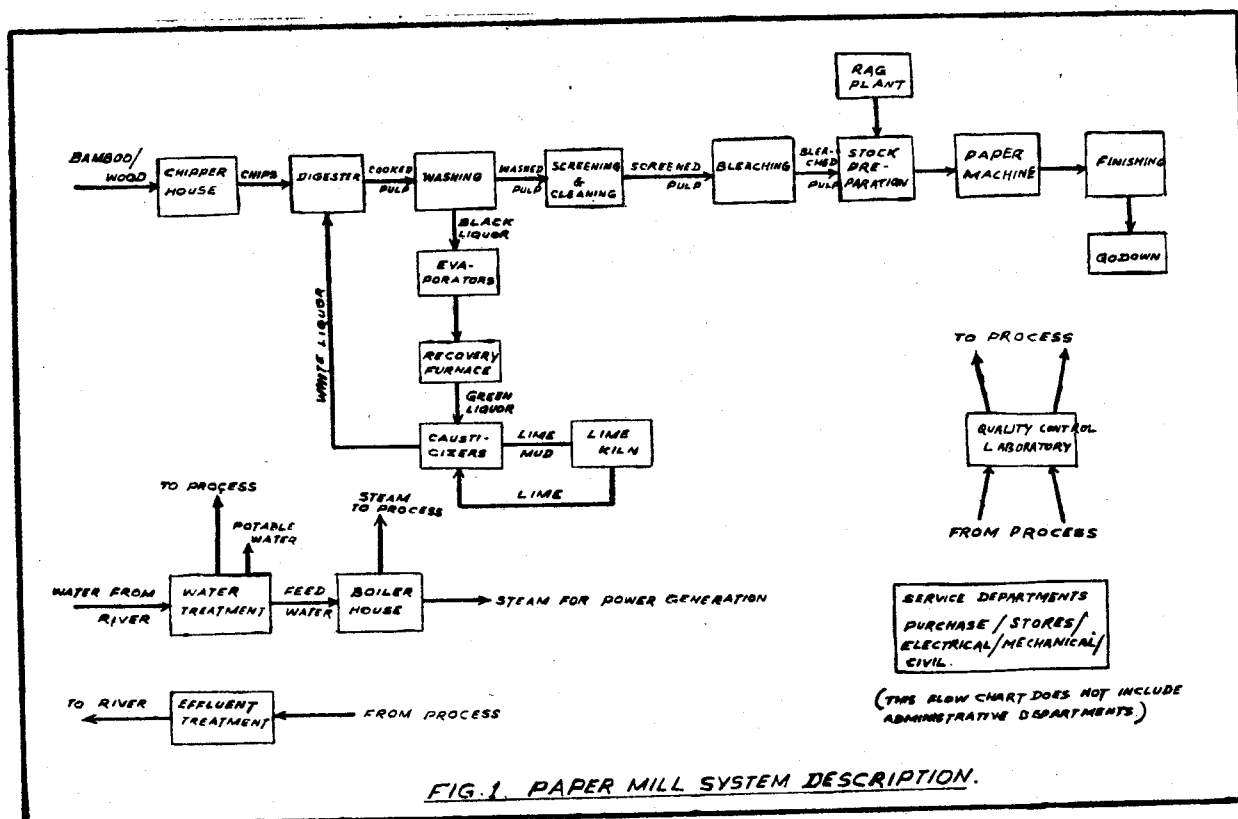 RAG
PLANT
BAMBOO/
WOOD
CHIPPER
HOUSE
CHIPS
DIGESTER
COOKED
PULP
WASHING
WASHED
PULP
SCREENING
&
CLEANING
SCREENED
PULP
BLEACHING
BLEA-
CHED
PULP
STOCK
PRE-
PARATION
PAPER
MACHINE
FINISHING
GODOWN
BLACK
LIQUOR
EVA-
PORATORS
RECOVERY
FURNACE
GREEN
LIQUOR
WHITE LIQUOR
CAUSTI-
CIZERS
LIME
MUD
LIME
KILN
LIME
TO PROCESS
QUALITY CONTROL
LABORATORY
FROM PROCESS
TO PROCESS
POTABLE
WATER
STEAM
TO PROCESS
WATER FROM
RIVER
WATER
TREATMENT
FEED
WATER
BOILER
HOUSE
STEAM FOR POWER GENERATION
SERVICE DEPARTMENTS
PURCHASE/STORES/
ELECTRICAL/MECHANICAL/
CIVIL.
(THIS FLOW CHART DOES NOT INCLUDE
ADMINISTRATIVE DEPARTMENTS.)
TO RIVER
EFFLUENT
TREATMENT
FROM PROCESS
FIG.1. PAPER MILL SYSTEM DESCRIPTION.